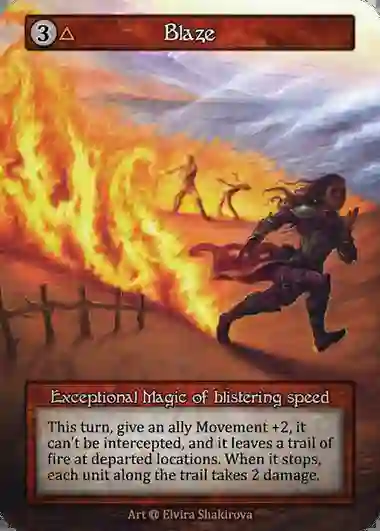 3
Blaze
Exceptional Magic of blistering speed
This turn, give an ally Movement +2, it
can't be intercepted, and it leaves a trail of
fire at departed locations. When it stops,
each unit along the trail takes 2 damage.
Art @ Elvira Shakirova